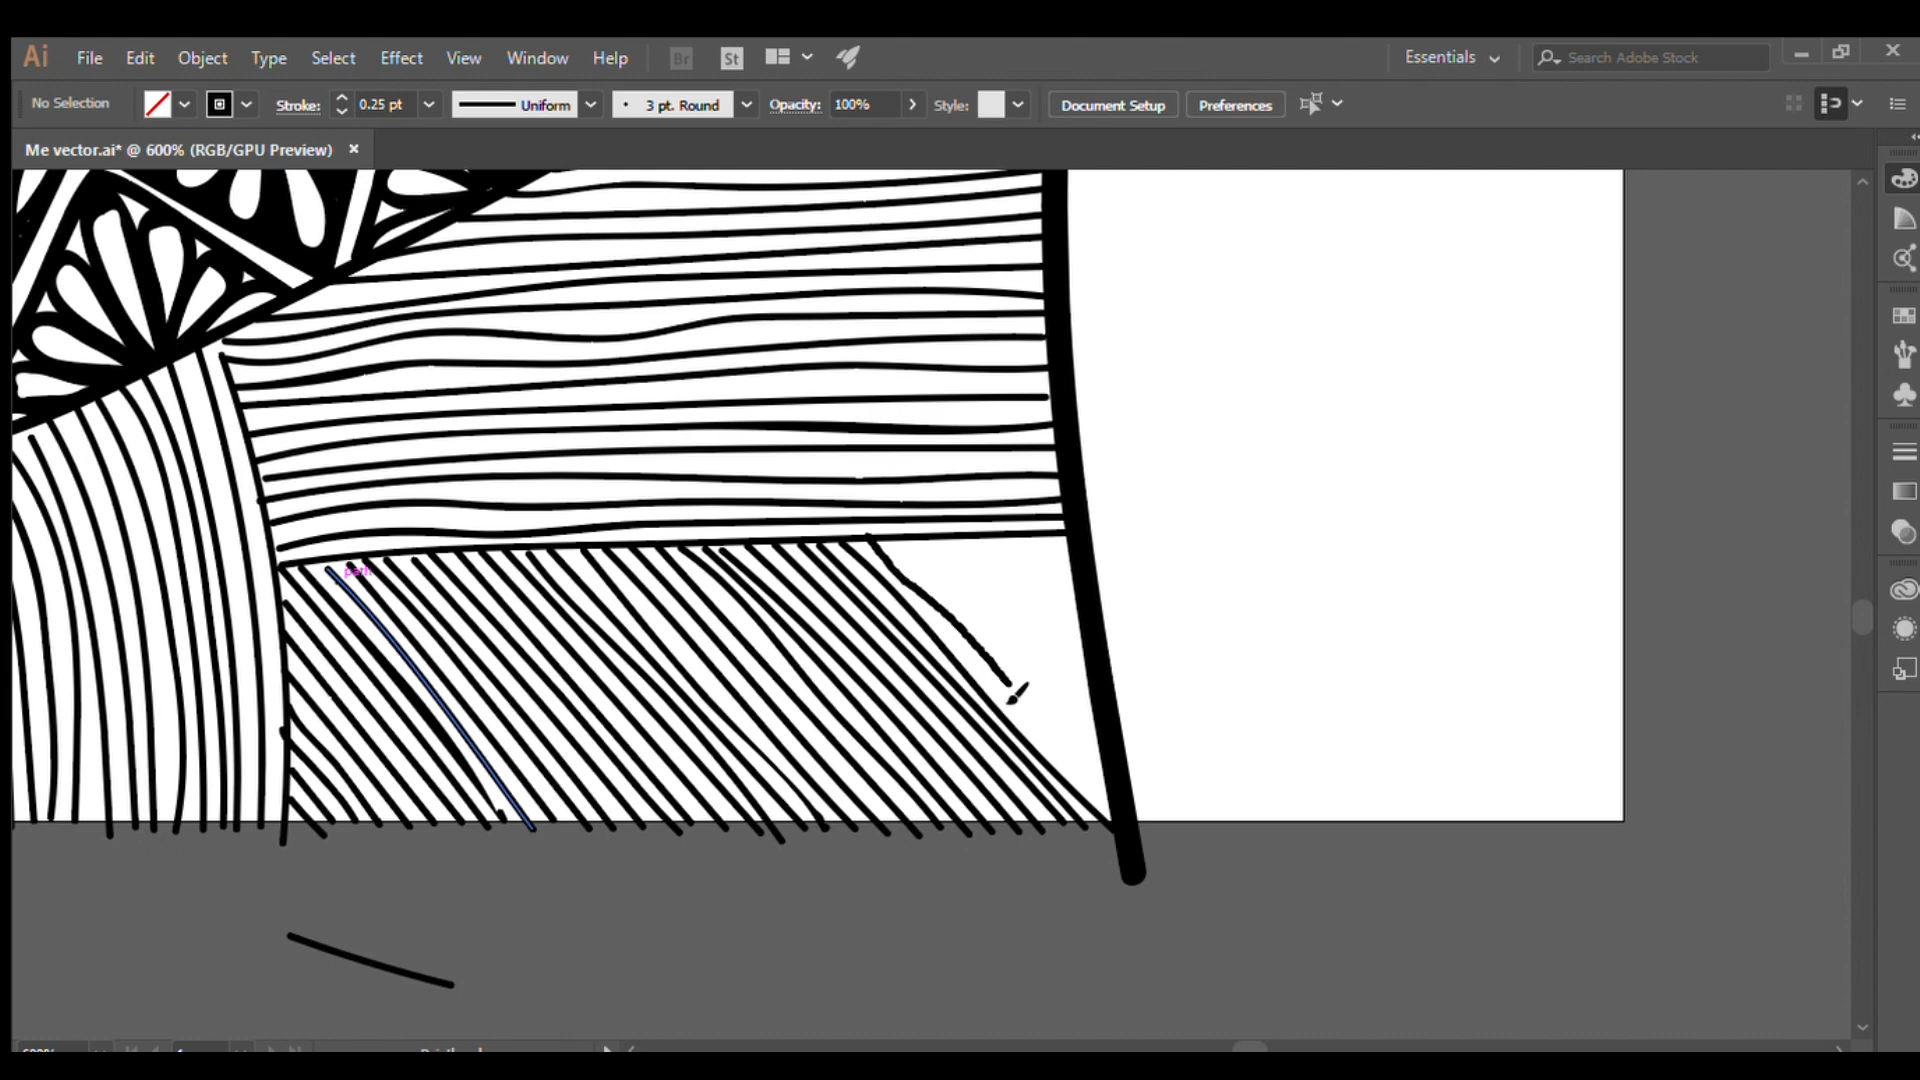 Ai File Edit Object Type Select Effect View Window Help Br St Essentials Search Adobe Stock
No Selection Stroke: 0.25 pt Uniform 3 pt. Round Opacity: 100% Style: Document Setup Preferences
Me vector.ai* @ 600% (RGB/GPU Preview)
path